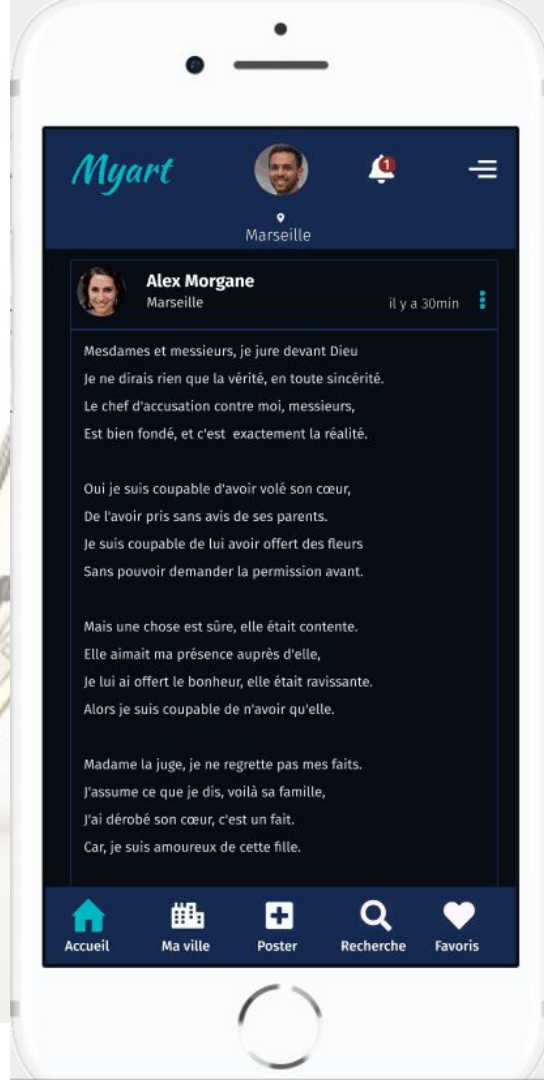 Myart
1
Marseille
Alex Morgane
Marseille
il y a 30min
Mesdames et messieurs, je jure devant Dieu
Je ne dirais rien que la vérité, en toute sincérité.
Le chef d'accusation contre moi, messieurs,
Est bien fondé, et c'est exactement la réalité.
Oui je suis coupable d'avoir volé son cœur,
De l'avoir pris sans avis de ses parents.
Je suis coupable de lui avoir offert des fleurs
Sans pouvoir demander la permission avant.
Mais une chose est sûre, elle était contente.
Elle aimait ma présence auprès d'elle,
Je lui ai offert le bonheur, elle était ravissante.
Alors je suis coupable de n'avoir qu'elle.
Madame la juge, je ne regrette pas mes faits.
J'assume ce que je dis, voilà sa famille,
J'ai dérobé son cœur, c'est un fait.
Car, je suis amoureux de cette fille.
Accueil Ma ville Poster Recherche Favoris